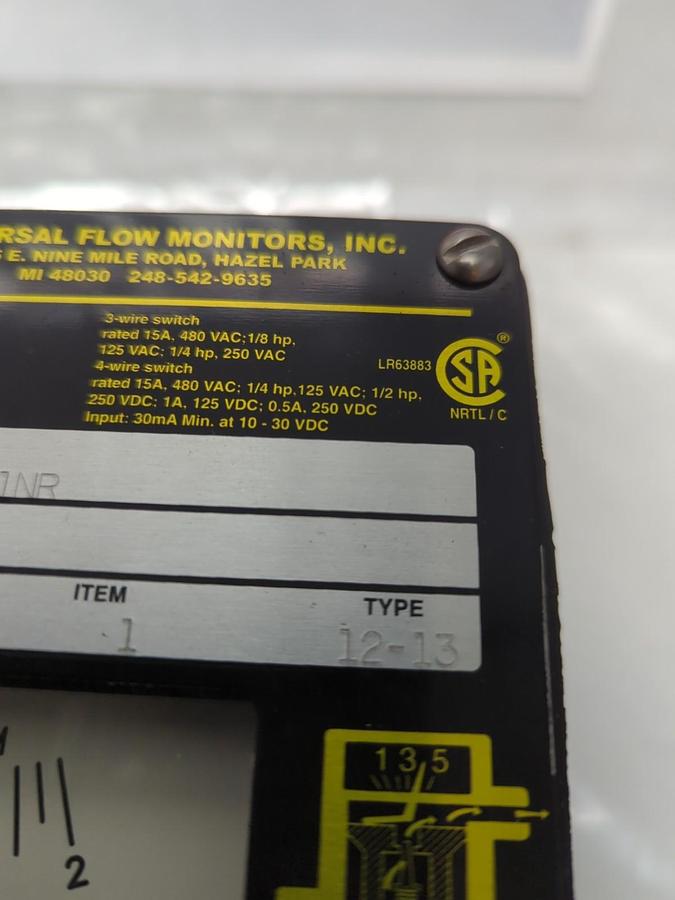 RSAL FLOW MONITORS, INC.
E. NINE MILE ROAD, HAZEL PARK
MI 48030 248-542-9635
3-wire switch
rated 15A, 480 VAC;1/8 hp,
125 VAC; 1/4 hp, 250 VAC
4-wire switch
rated 15A, 480 VAC; 1/4 hp,125 VAC; 1/2 hp,
250 VDC; 1A, 125 VDC; 0.5A, 250 VDC
Input: 30mA Min. at 10 - 30 VDC
LR63883
SA ®
NRTL / C
1NR
ITEM TYPE
1 12-13
1 3 5
2